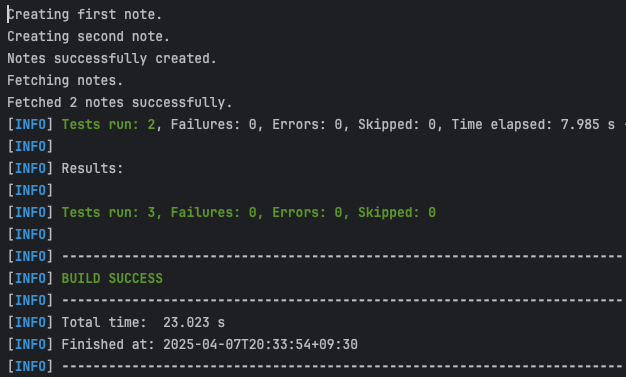 Creating first note.
Creating second note.
Notes successfully created.
Fetching notes.
Fetched 2 notes successfully.
[INFO] Tests run: 2, Failures: 0, Errors: 0, Skipped: 0, Time elapsed: 7.985 s -
[INFO]
[INFO] Results:
[INFO]
[INFO] Tests run: 3, Failures: 0, Errors: 0, Skipped: 0
[INFO]
[INFO] ------------------------------------------------------------------------
[INFO] BUILD SUCCESS
[INFO] ------------------------------------------------------------------------
[INFO] Total time:  23.023 s
[INFO] Finished at: 2025-04-07T20:33:54+09:30
[INFO] ------------------------------------------------------------------------